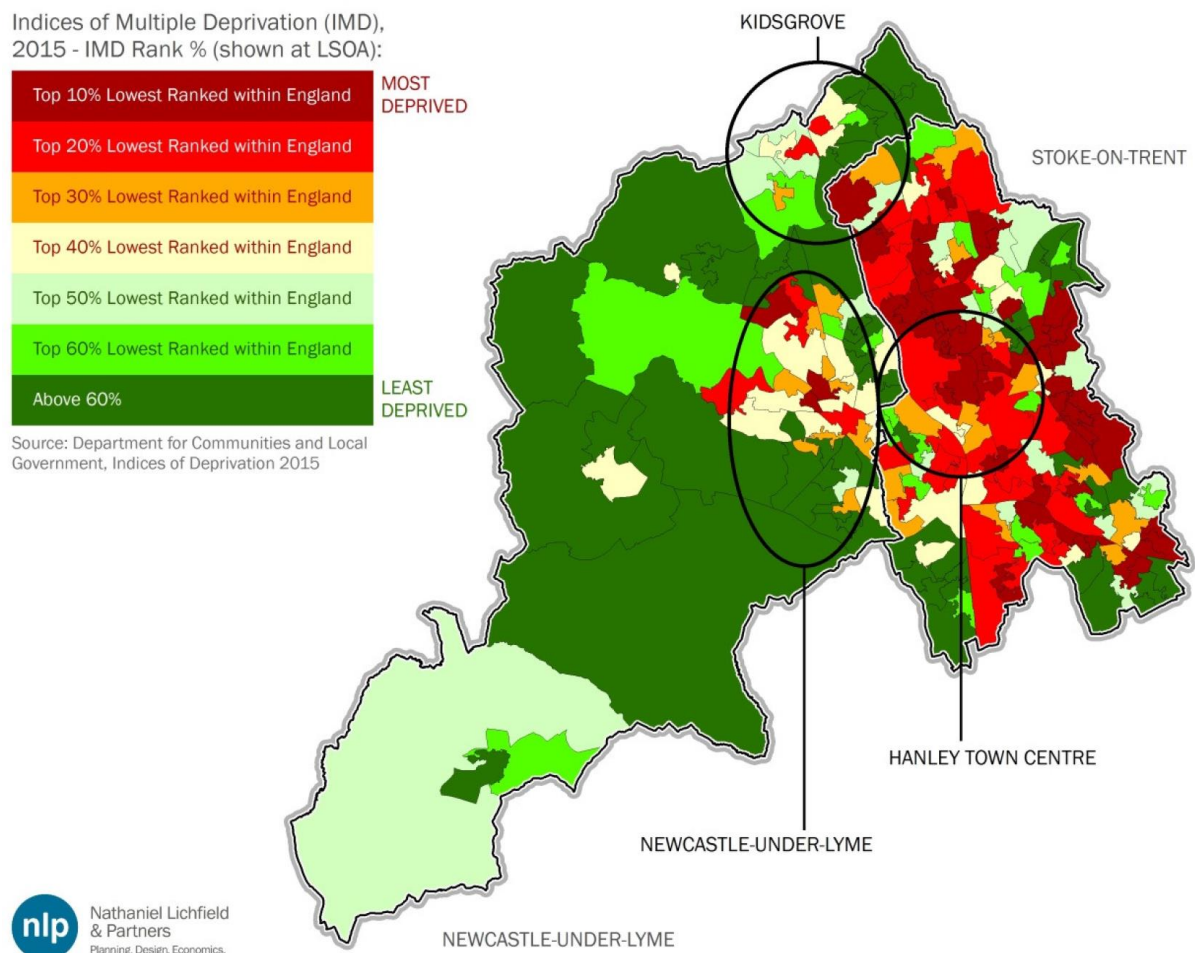 Indices of Multiple Deprivation (IMD),
2015 - IMD Rank % (shown at LSOA):
Top 10% Lowest Ranked within England
MOST
DEPRIVED
Top 20% Lowest Ranked within England
Top 30% Lowest Ranked within England
Top 40% Lowest Ranked within England
Top 50% Lowest Ranked within England
Top 60% Lowest Ranked within England
Above 60%
LEAST
DEPRIVED
Source: Department for Communities and Local
Government, Indices of Deprivation 2015
KIDSGROVE
STOKE-ON-TRENT
HANLEY TOWN CENTRE
NEWCASTLE-UNDER-LYME
NEWCASTLE-UNDER-LYME
nlp
Nathaniel Lichfield
& Partners
Planning. Design. Economics.